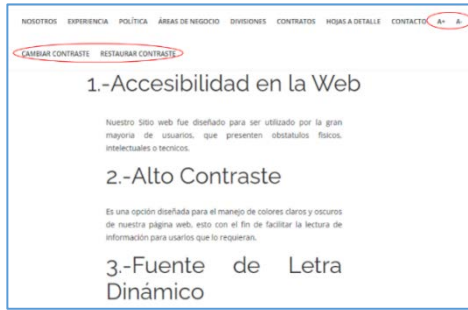 NOSOTROS EXPERIENCIA POLÍTICA ÁREAS DE NEGOCIO DIVISIONES CONTRATOS HOJAS A DETALLE CONTACTO A+ A-
CAMBIAR CONTRASTE RESTAURAR CONTRASTE
1.-Accesibilidad en la Web
Nuestro Sitio web fue diseñado para ser utilizado por la gran
mayoria de usuarios, que presenten obstatulos fisicos,
intelectuales o tecnicos.
2.-Alto Contraste
Es una opción diseñada para el manejo de colores claros y oscuros
de nuestra página web, esto con el fin de facilitar la lectura de
información para usarios que lo requieran.
3.-Fuente de Letra
Dinámico